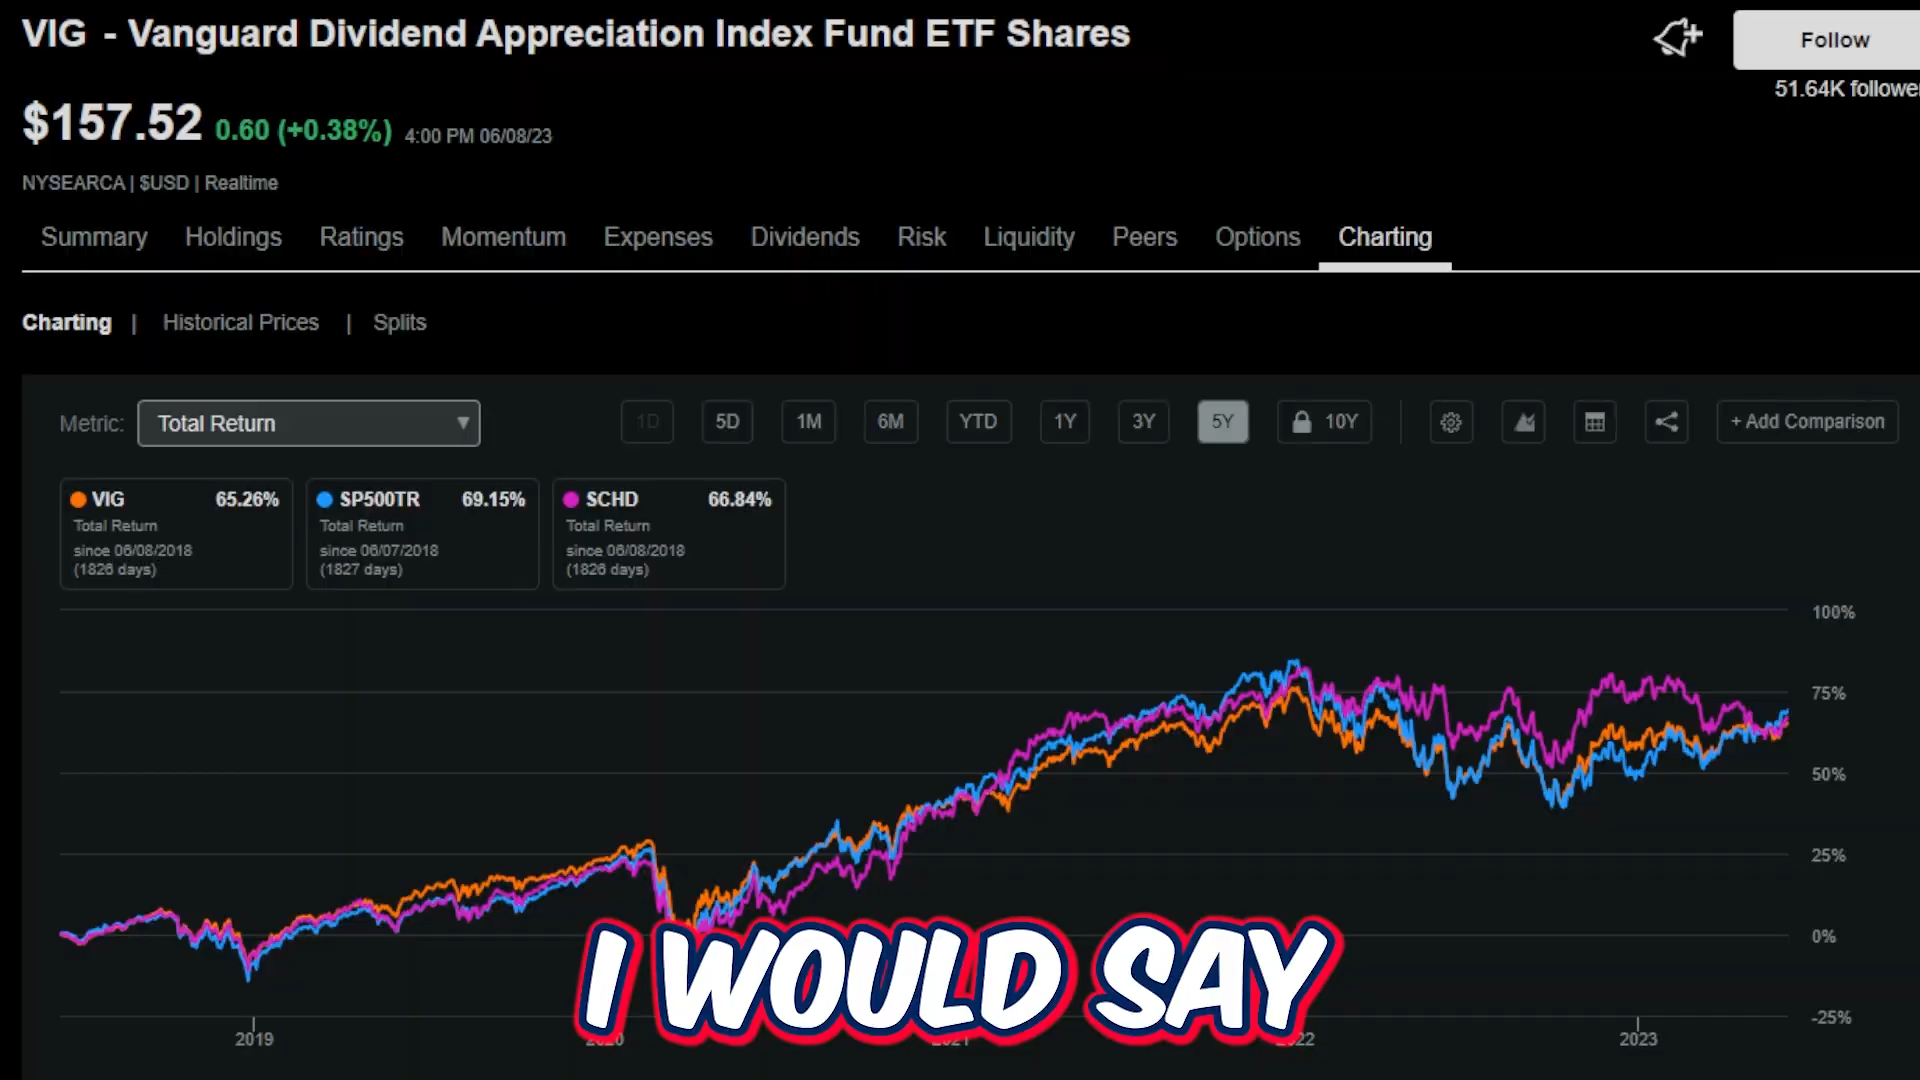 VIG - Vanguard Dividend Appreciation Index Fund ETF Shares
Follow
51.64K
$157.52 0.60 (+0.38%) 4:00 PM 06/08/23
NYSEARCA | $USD | Realtime
Summary Holdings Ratings Momentum Expenses Dividends Risk Liquidity Peers Options Charting
Charting | Historical Prices | Splits
Metric: Total Return 1D 5D 1M 6M YTD 1Y 3Y 5Y 10Y + Add Comparison
VIG 65.26% SP500TR 69.15% SCHD 66.84%
Total Return Total Return Total Return
since 06/08/2018 since 06/07/2018 since 06/08/2018
(1826 days) (1827 days) (1826 days)
100%
75%
50%
25%
0%
-25%
I WOULD SAY
2019 2023